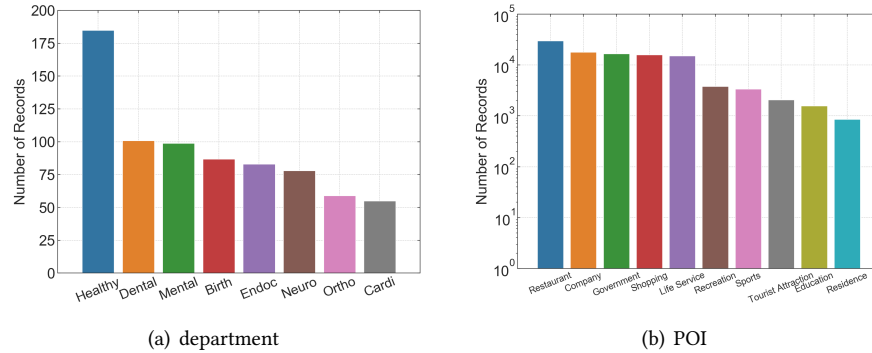 200
175
150
125
100
75
50
25
0
Number of Records
Healthy Dental Mental Birth Endoc Neuro Ortho Cardi
(a) department
10^5
10^4
10^3
10^2
10^1
10^0
Number of Records
Restaurant Company Government Shopping Life Service Recreation Sports Tourist Attraction Education Residence
(b) POI